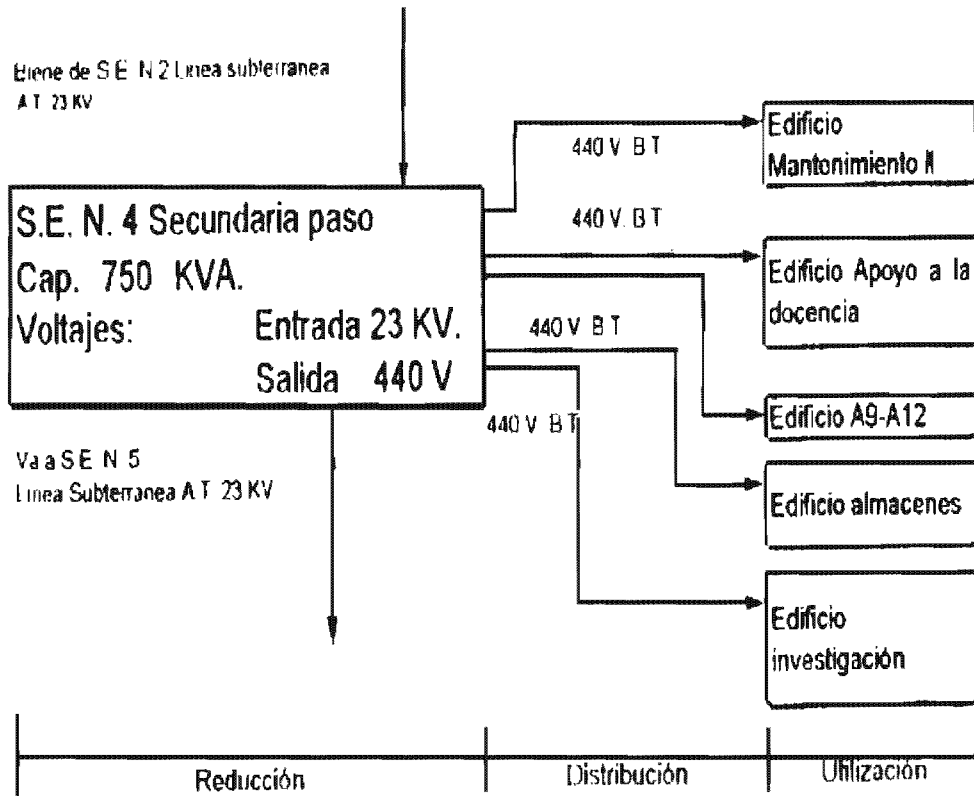 Biene de S E N 2 Linea subterranea
A T 23 KV
S.E. N. 4 Secundaria paso
Cap. 750 KVA.
Voltajes: Entrada 23 KV.
Salida 440 V
Va a S E N 5
Linea Subterranea A T 23 KV
440 V B T
440 V. B T
440 V B T
440 V B T
Edificio
Mantonimiento II
Edificio Apoyo a la
docencia
Edificio A9-A12
Edificio almacenes
Edificio
investigación
Reducción
Distribución
Utilización